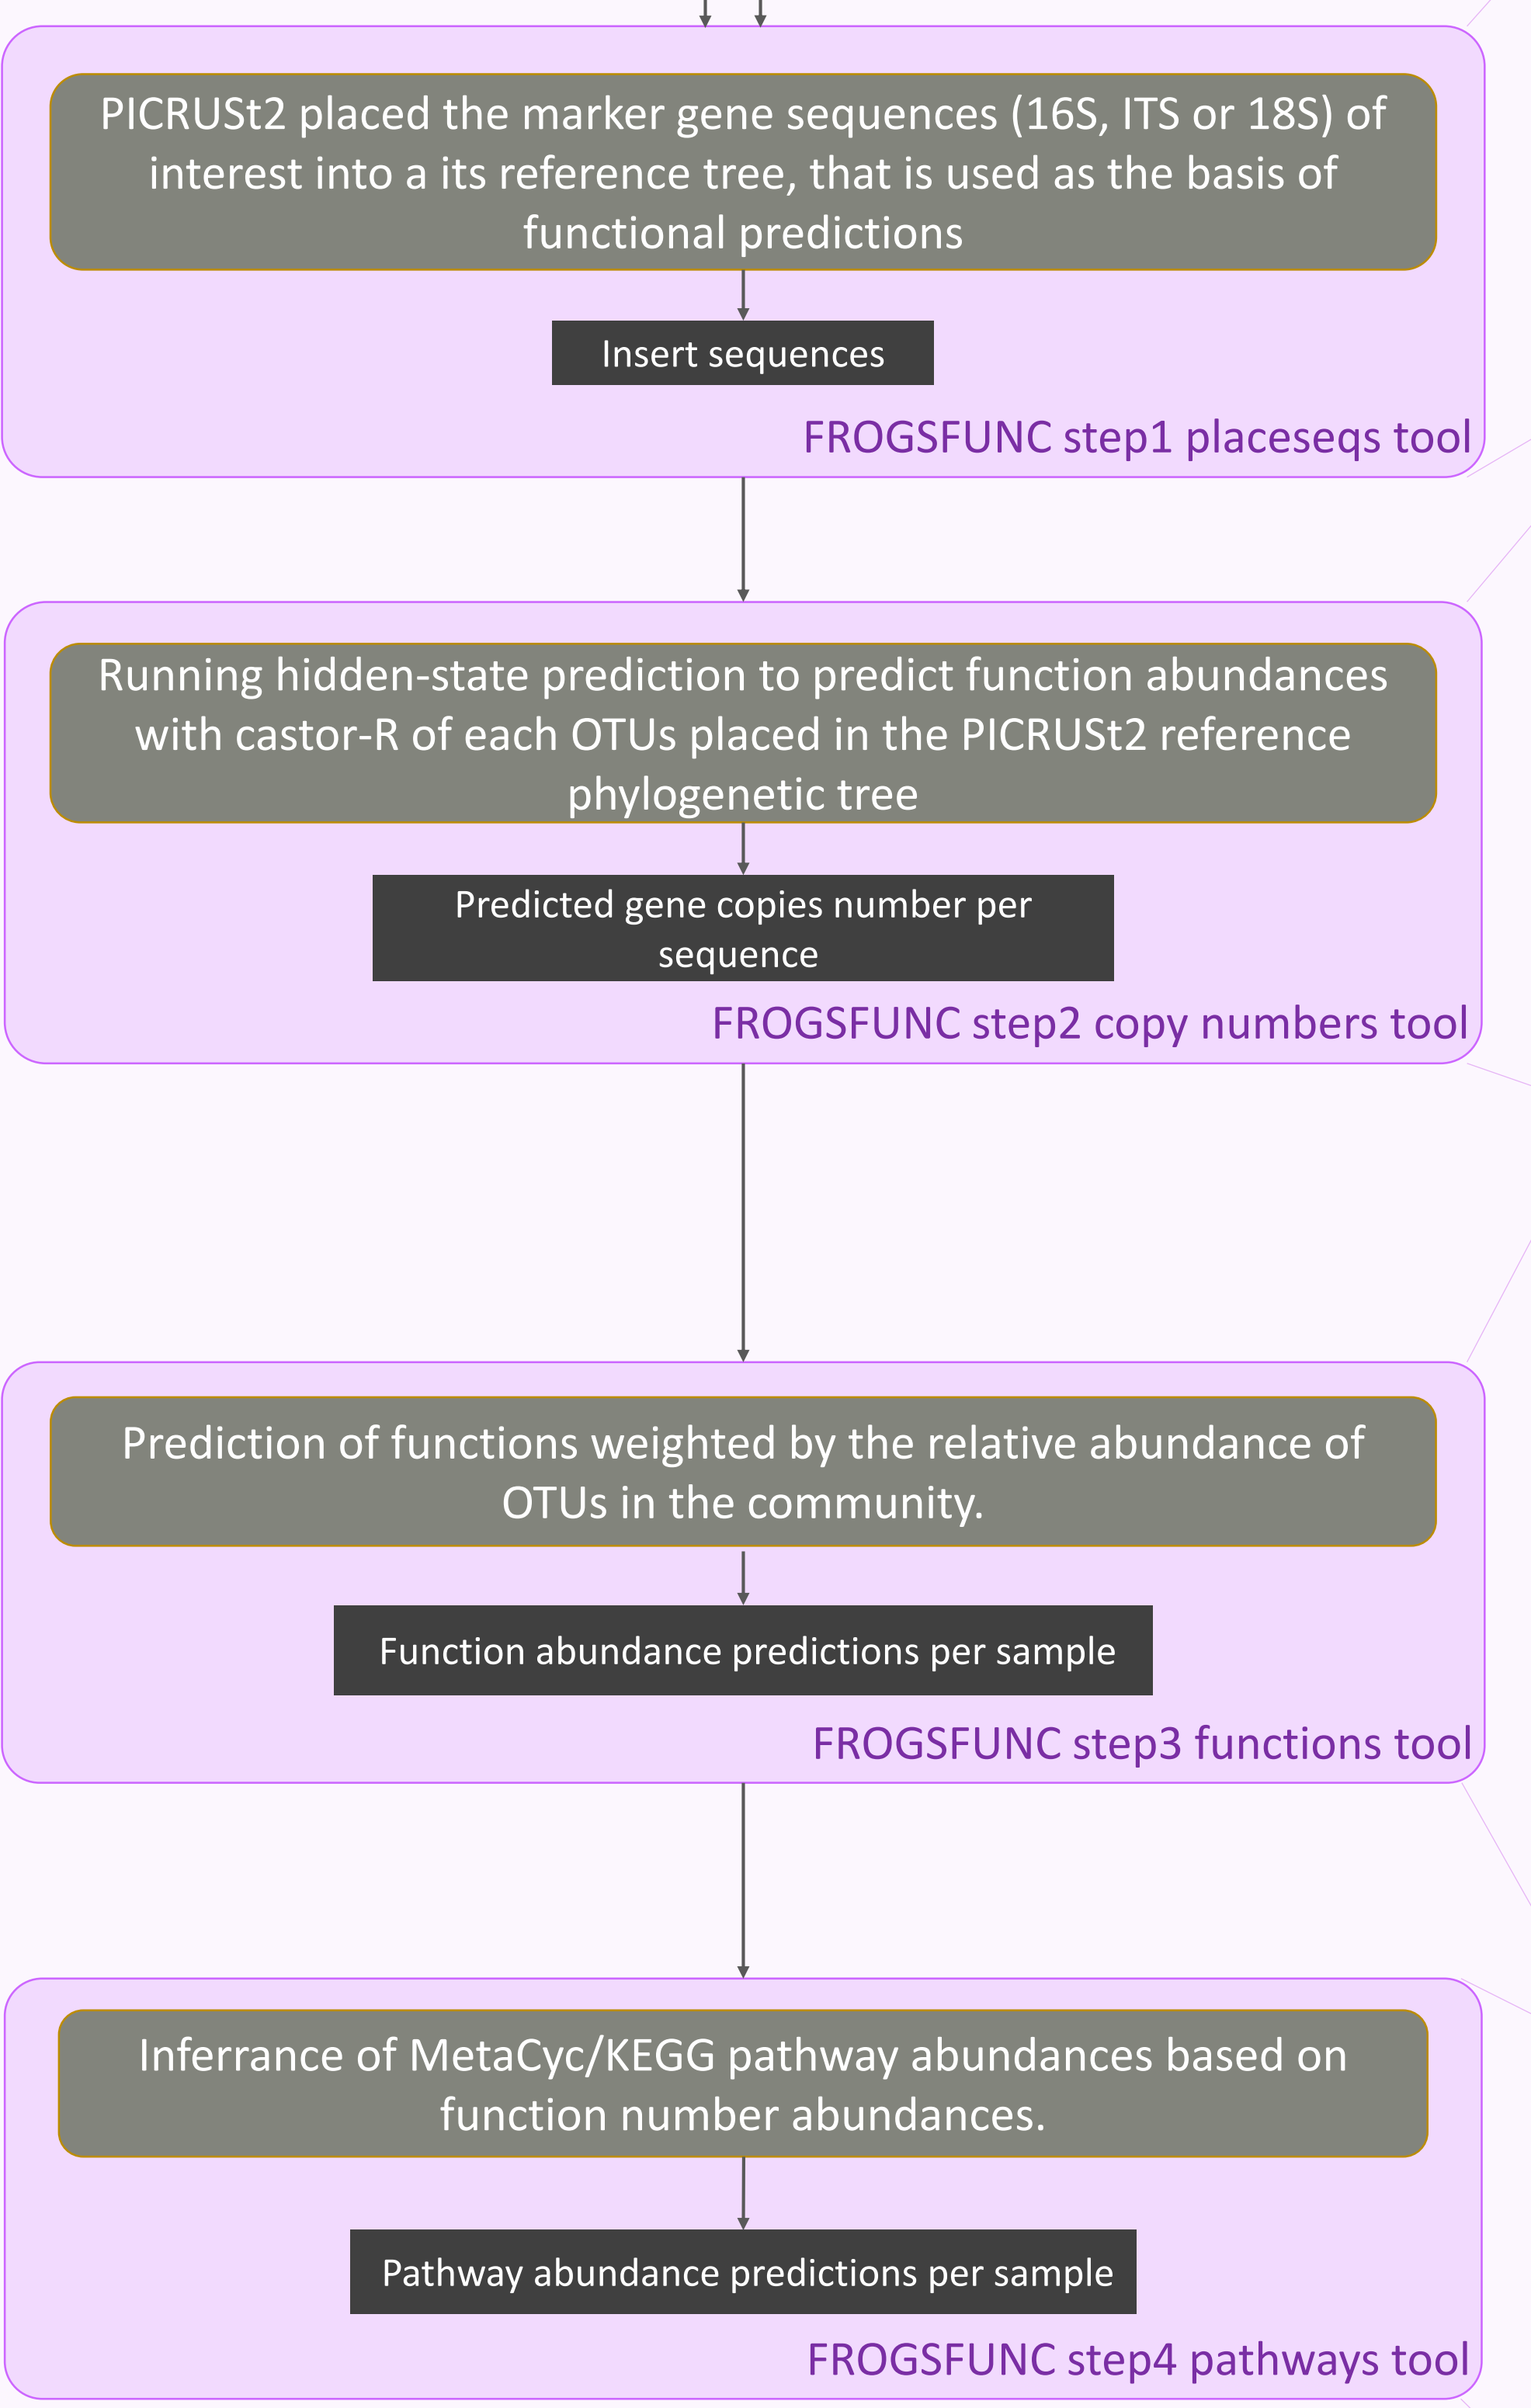 PICRUSt2 placed the marker gene sequences (16S, ITS or 18S) of
interest into a its reference tree, that is used as the basis of
functional predictions
Insert sequences
FROGSFUNC step1 placeseqs tool
Running hidden-state prediction to predict function abundances
with castor-R of each OTUs placed in the PICRUSt2 reference
phylogenetic tree
Predicted gene copies number per
sequence
FROGSFUNC step2 copy numbers tool
Prediction of functions weighted by the relative abundance of
OTUs in the community.
Function abundance predictions per sample
FROGSFUNC step3 functions tool
Inferrance of MetaCyc/KEGG pathway abundances based on
function number abundances.
Pathway abundance predictions per sample
FROGSFUNC step4 pathways tool